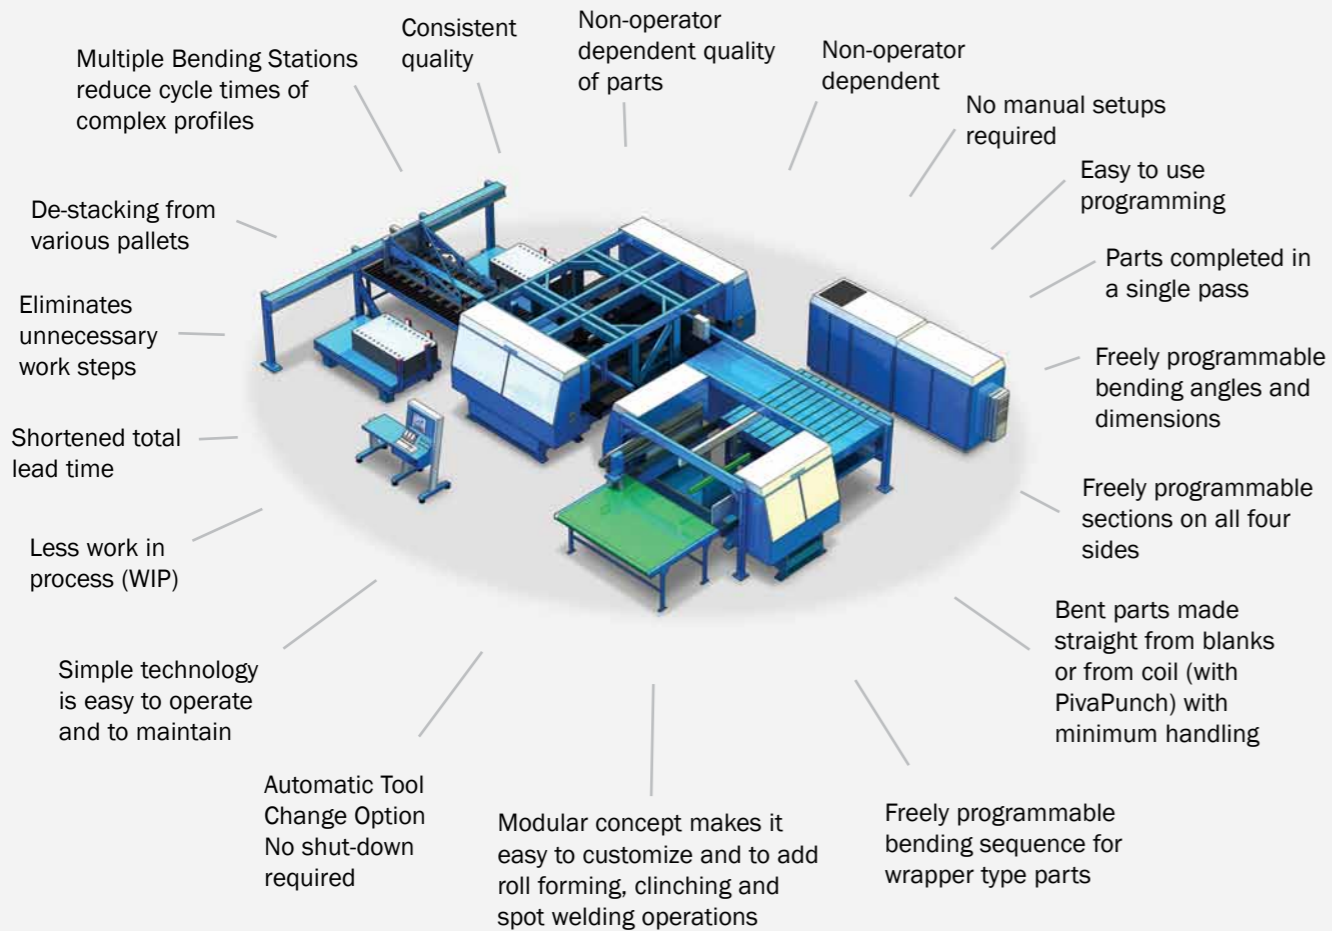 Multiple Bending Stations
reduce cycle times of
complex profiles
Consistent
quality
Non-operator
dependent quality
of parts
Non-operator
dependent
No manual setups
required
Easy to use
programming
Parts completed in
a single pass
Freely programmable
bending angles and
dimensions
Freely programmable
sections on all four
sides
Bent parts made
straight from blanks
or from coil (with
PivaPunch) with
minimum handling
Freely programmable
bending sequence for
wrapper type parts
Modular concept makes it
easy to customize and to add
roll forming, clinching and
spot welding operations
Automatic Tool
Change Option
No shut-down
required
Simple technology
is easy to operate
and to maintain
Less work in
process (WIP)
Shortened total
lead time
Eliminates
unnecessary
work steps
De-stacking from
various pallets